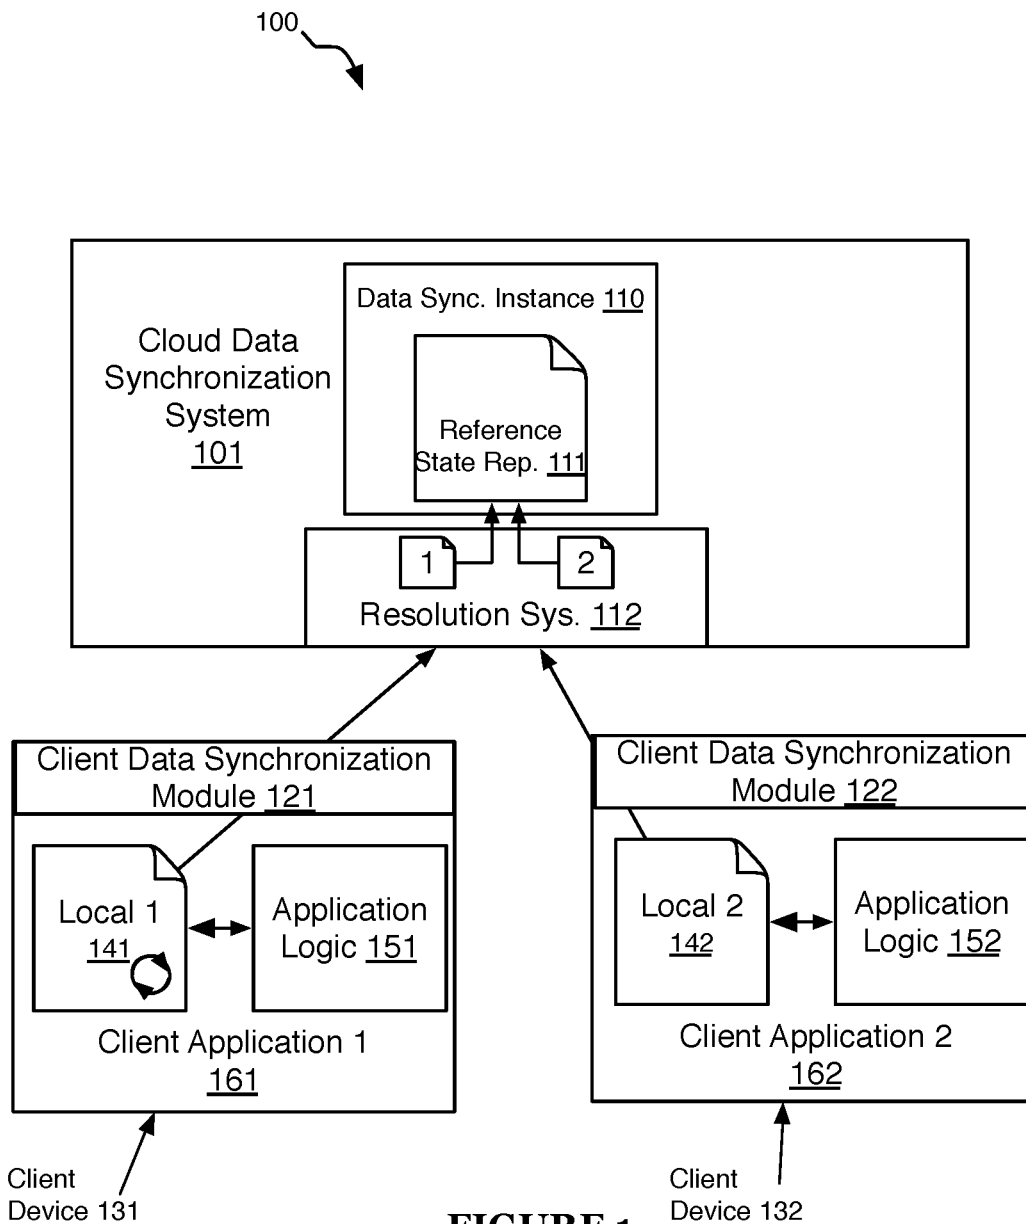 100
Data Sync. Instance 110
Cloud Data
Synchronization
System
101
Reference
State Rep. 111
1
2
Resolution Sys. 112
Client Data Synchronization
Module 121
Client Data Synchronization
Module 122
Local 1
141
Application
Logic 151
Local 2
142
Application
Logic 152
Client Application 1
161
Client Application 2
162
Client
Device 131
Client
Device 132
FIGURE 1